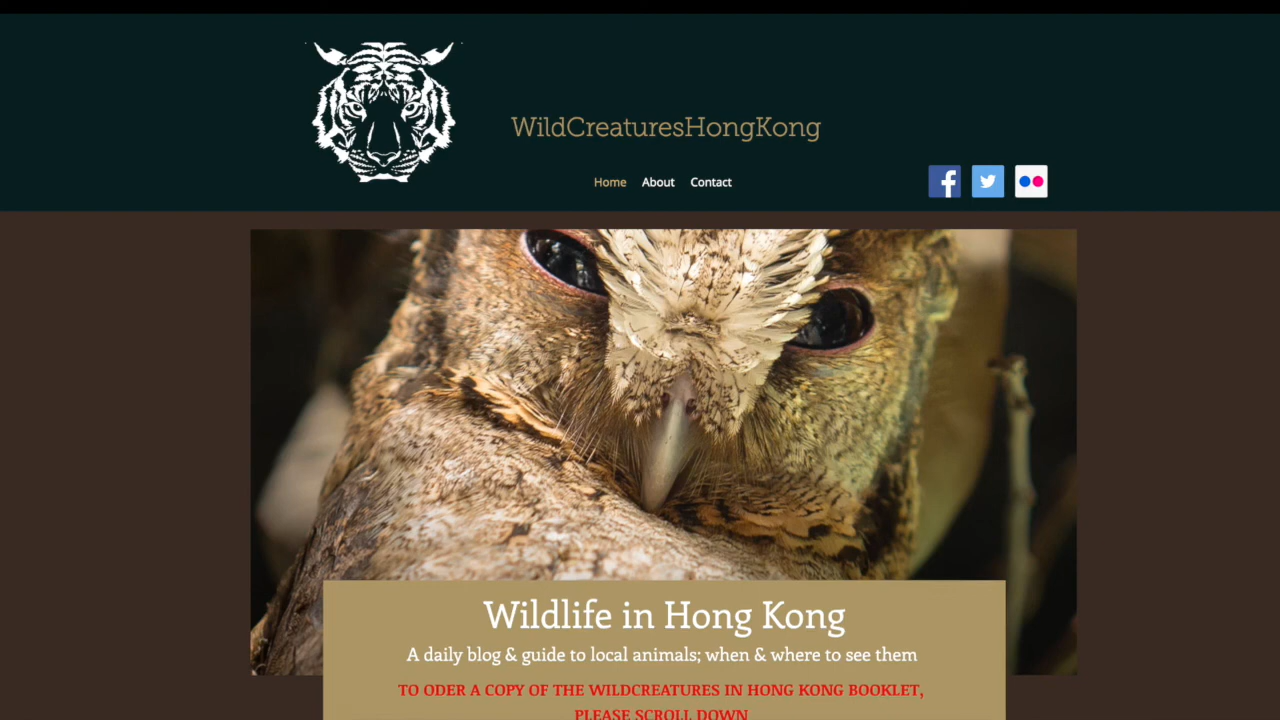 WildCreaturesHongKong
Home About Contact
Wildlife in Hong Kong
A daily blog & guide to local animals; when & where to see them
TO ODER A COPY OF THE WILDCREATURES IN HONG KONG BOOKLET,
PLEASE SCROLL DOWN